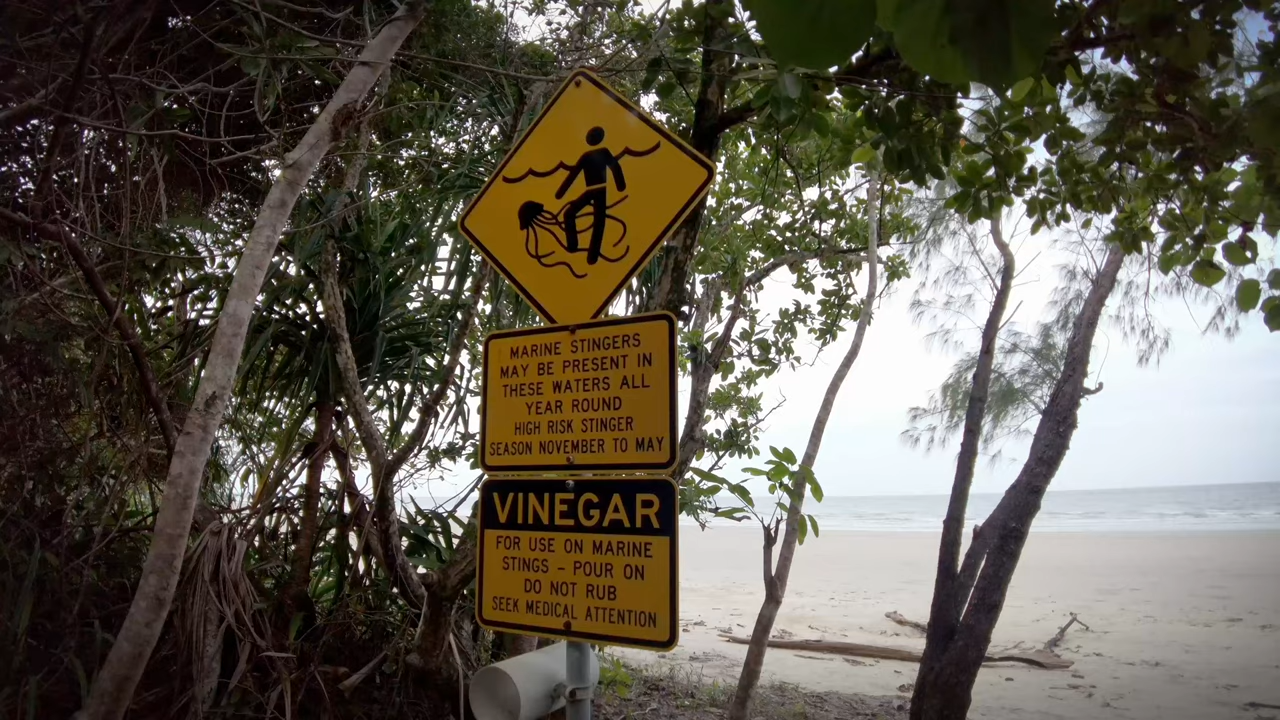 MARINE STINGERS
MAY BE PRESENT IN
THESE WATERS ALL
YEAR ROUND
HIGH RISK STINGER
SEASON NOVEMBER TO MAY
VINEGAR
FOR USE ON MARINE
STINGS – POUR ON
DO NOT RUB
SEEK MEDICAL ATTENTION